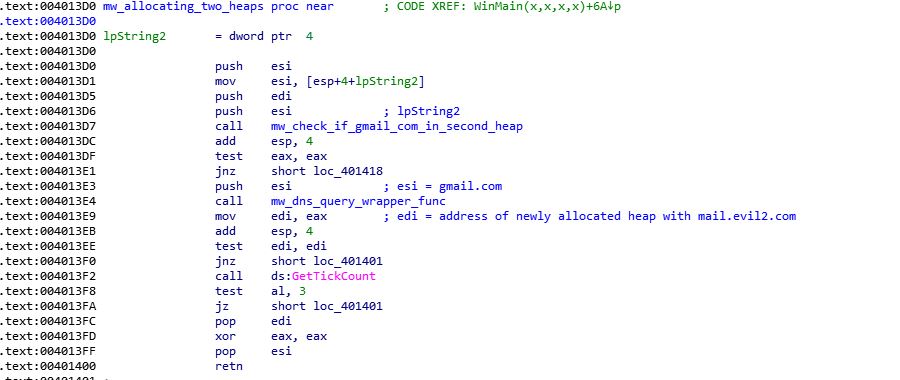 .text:004013D0 mw_allocating_two_heaps proc near ; CODE XREF: WinMain(x,x,x,x)+6A↓p
.text:004013D0
.text:004013D0 lpString2 = dword ptr 4
.text:004013D0
.text:004013D0 push esi
.text:004013D1 mov esi, [esp+4+lpString2]
.text:004013D5 push edi
.text:004013D6 push esi ; lpString2
.text:004013D7 call mw_check_if_gmail_com_in_second_heap
.text:004013DC add esp, 4
.text:004013DF test eax, eax
.text:004013E1 jnz short loc_401418
.text:004013E3 push esi ; esi = gmail.com
.text:004013E4 call mw_dns_query_wrapper_func
.text:004013E9 mov edi, eax ; edi = address of newly allocated heap with mail.evil2.com
.text:004013EB add esp, 4
.text:004013EE test edi, edi
.text:004013F0 jnz short loc_401401
.text:004013F2 call ds:GetTickCount
.text:004013F8 test al, 3
.text:004013FA jz short loc_401401
.text:004013FC pop edi
.text:004013FD xor eax, eax
.text:004013FF pop esi
.text:00401400 retn